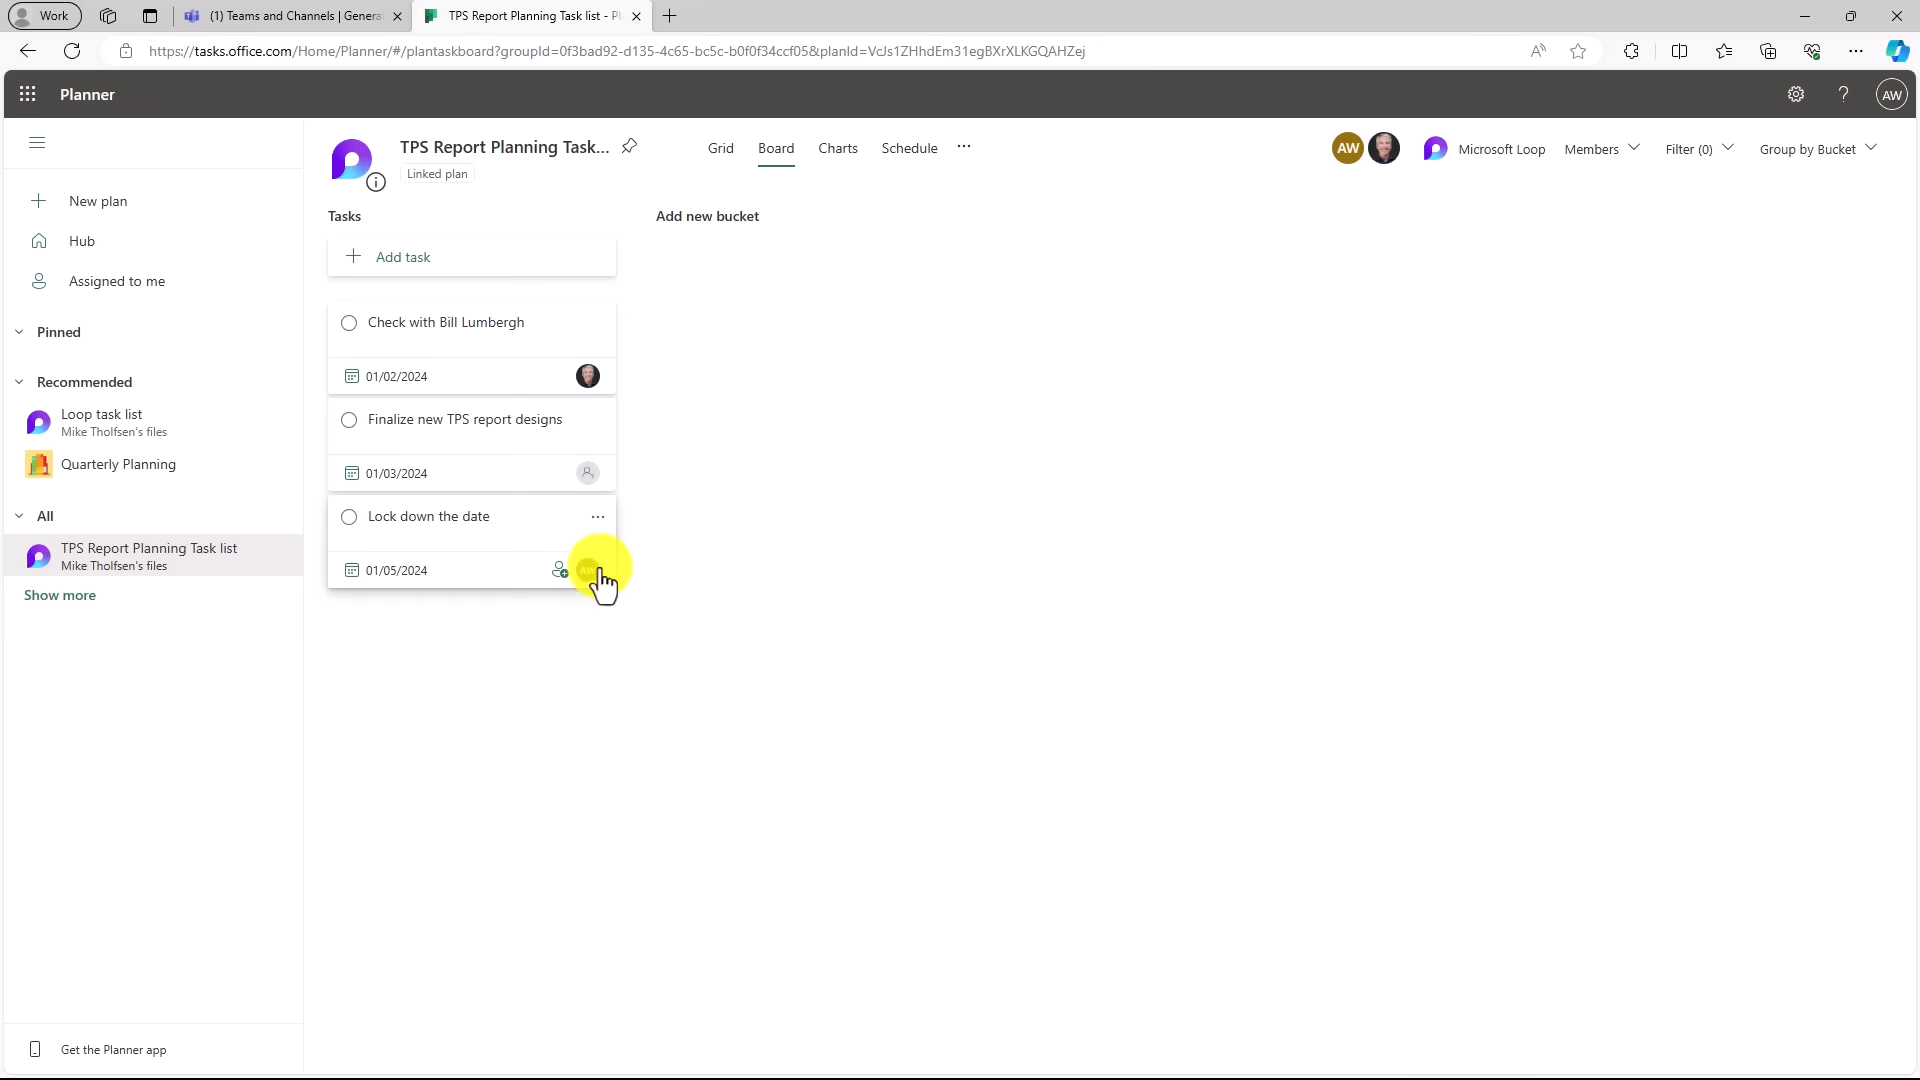 Work
(1) Teams and Channels | Genera
TPS Report Planning Task list - Pl
https://tasks.office.com/Home/Planner/#/plantaskboard?groupId=0f3bad92-d135-4c65-bc5c-b0f0f34ccf05&planId=VcJs1ZHhdEm31egBXrXLKGQAHZej
Planner
AW
TPS Report Planning Task...
Linked plan
Grid
Board
Charts
Schedule
AW
Microsoft Loop
Members
Filter (0)
Group by Bucket
New plan
Hub
Assigned to me
Pinned
Recommended
Loop task list
Mike Tholfsen's files
Quarterly Planning
All
TPS Report Planning Task list
Mike Tholfsen's files
Show more
Get the Planner app
Tasks
Add new bucket
Add task
Check with Bill Lumbergh
01/02/2024
Finalize new TPS report designs
01/03/2024
Lock down the date
01/05/2024
AW